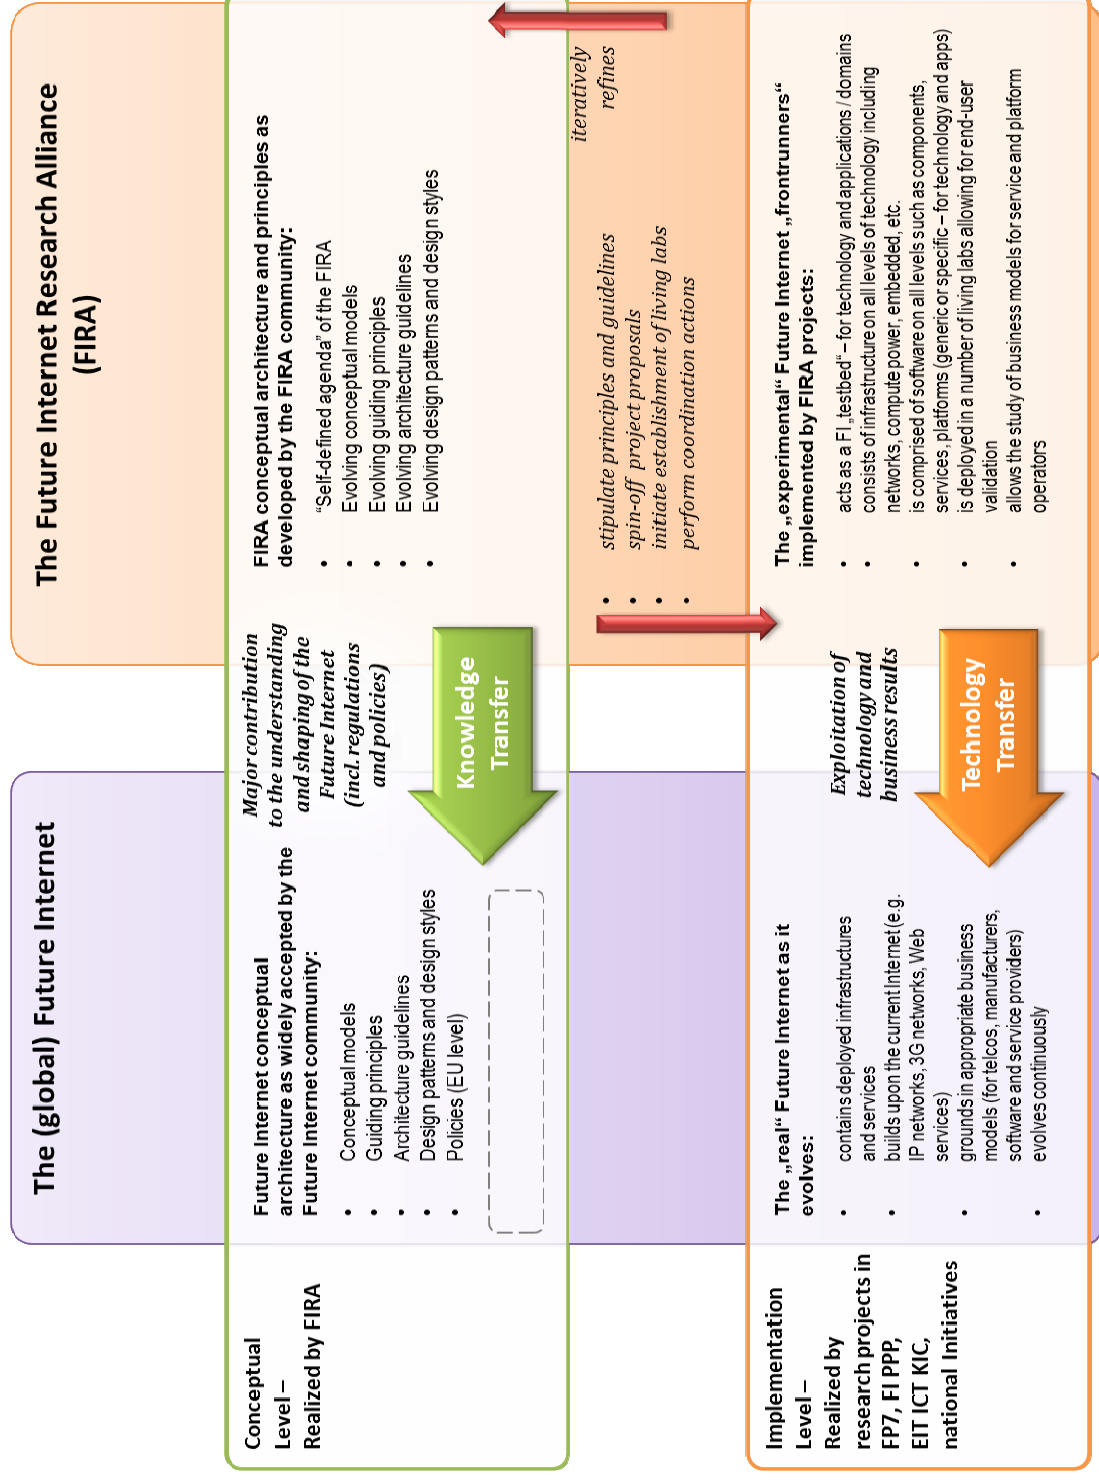 The (global) Future Internet
The Future Internet Research Alliance
(FIRA)
Conceptual
Level –
Realized by FIRA
Future Internet conceptual
architecture as widely accepted by the
Future Internet community:
• Conceptual models
• Guiding principles
• Architecture guidelines
• Design patterns and design styles
• Policies (EU level)
Major contribution
to the understanding
and shaping of the
Future Internet
(incl. regulations
and policies)
Knowledge
Transfer
FIRA conceptual architecture and principles as
developed by the FIRA community:
• “Self-defined agenda” of the FIRA
• Evolving conceptual models
• Evolving guiding principles
• Evolving architecture guidelines
• Evolving design patterns and design styles
• stipulate principles and guidelines
• spin-off project proposals
• initiate establishment of living labs
• perform coordination actions
iteratively
refines
Implementation
Level –
Realized by
research projects in
FP7, FI PPP,
EIT ICT KIC,
national Initiatives
The „real“ Future Internet as it
evolves:
• contains deployed infrastructures
and services
• builds upon the current Internet (e.g.
IP networks, 3G networks, Web
services)
• grounds in appropriate business
models (for telcos, manufacturers,
software and service providers)
• evolves continuously
Exploitation of
technology and
business results
Technology
Transfer
The „experimental“ Future Internet „frontrunners“
implemented by FIRA projects:
• acts as a FI „testbed“ – for technology and applications / domains
• consists of infrastructure on all levels of technology including
networks, compute power, embedded, etc.
• is comprised of software on all levels such as components,
services, platforms (generic or specific – for technology and apps)
• is deployed in a number of living labs allowing for end-user
validation
• allows the study of business models for service and platform
operators